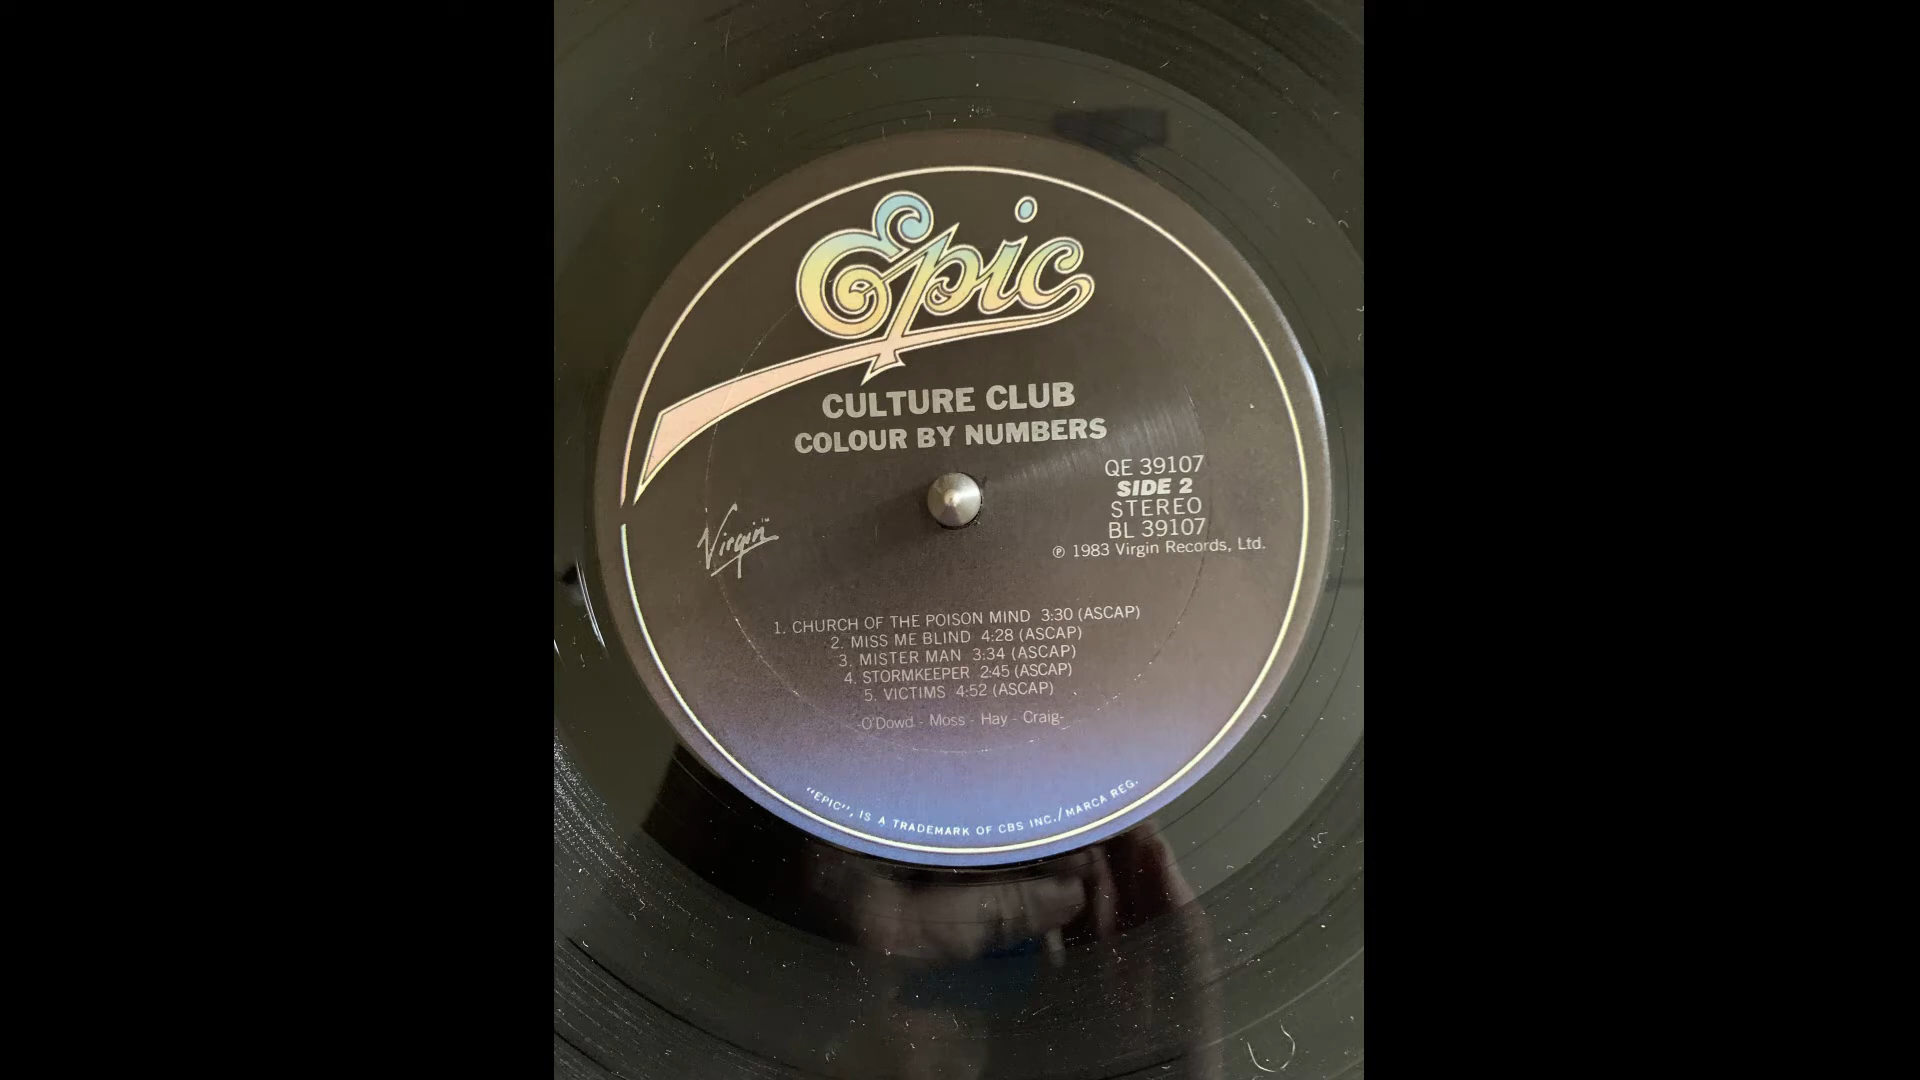 Epic
CULTURE CLUB
COLOUR BY NUMBERS
QE 39107
SIDE 2
STEREO
BL 39107
℗ 1983 Virgin Records, Ltd.
Virgin™
1. CHURCH OF THE POISON MIND 3:30 (ASCAP)
2. MISS ME BLIND 4:28 (ASCAP)
3. MISTER MAN 3:34 (ASCAP)
4. STORMKEEPER 2:45 (ASCAP)
5. VICTIMS 4:52 (ASCAP)
-O'Dowd - Moss - Hay - Craig-
"EPIC", IS A TRADEMARK OF CBS INC./MARCA REG.